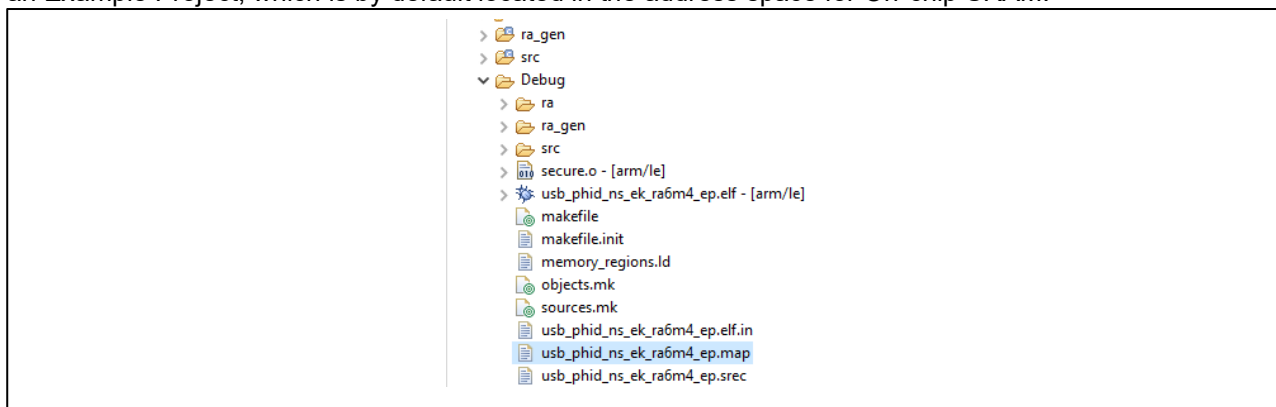 an Example Project, which is by default located in the address space for On-chip SRAM.
ra_gen
src
Debug
ra
ra_gen
src
secure.o - [arm/le]
usb_phid_ns_ek_ra6m4_ep.elf - [arm/le]
makefile
makefile.init
memory_regions.ld
objects.mk
sources.mk
usb_phid_ns_ek_ra6m4_ep.elf.in
usb_phid_ns_ek_ra6m4_ep.map
usb_phid_ns_ek_ra6m4_ep.srec